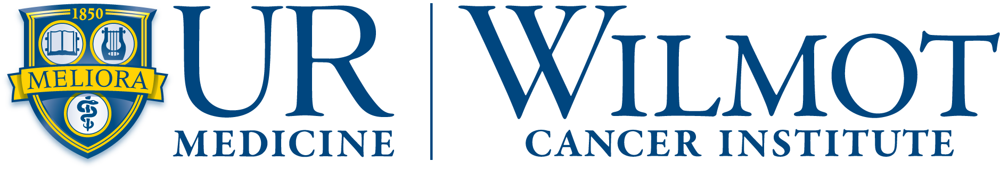 1850
MELIORA
UR
MEDICINE
WILMOT
CANCER INSTITUTE